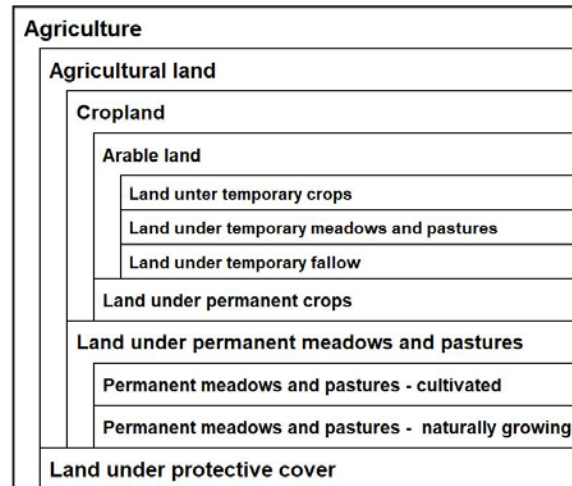 Agriculture
Agricultural land
Cropland
Arable land
Land unter temporary crops
Land under temporary meadows and pastures
Land under temporary fallow
Land under permanent crops
Land under permanent meadows and pastures
Permanent meadows and pastures - cultivated
Permanent meadows and pastures - naturally growing
Land under protective cover